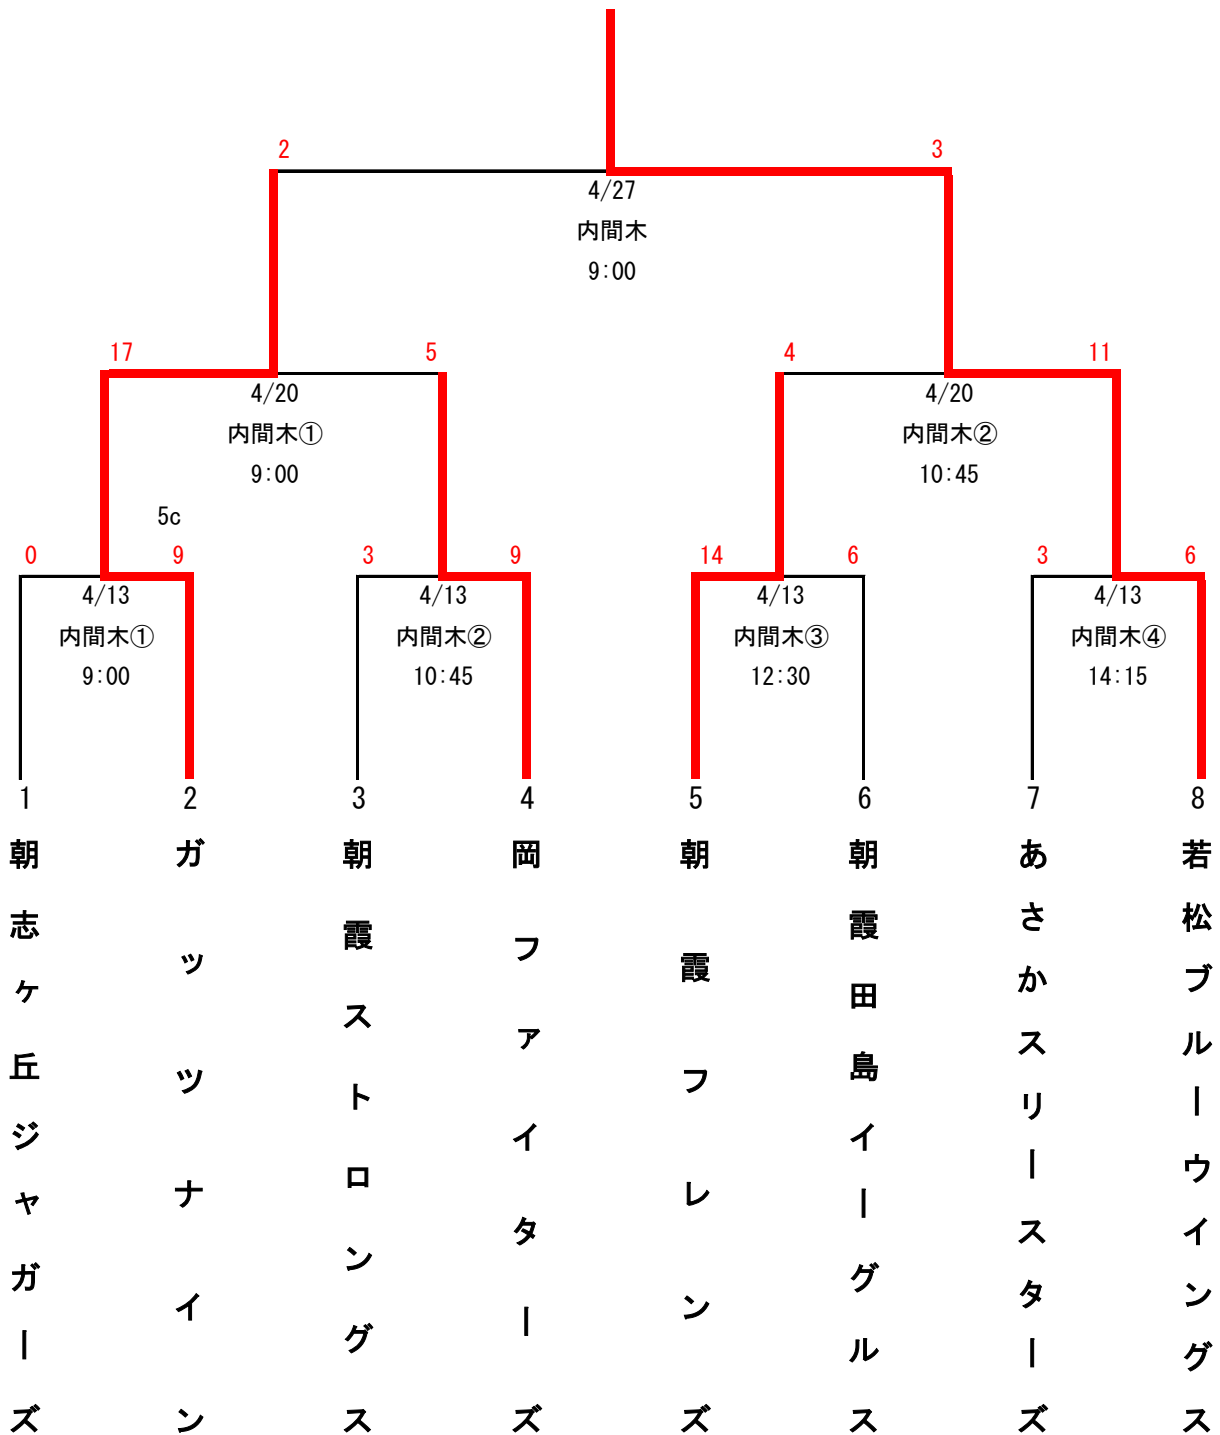 2
3
4/27
内間木
9:00
17
5
4
11
4/20
内間木①
9:00
4/20
内間木②
10:45
5c
0
9
3
9
14
6
3
6
4/13
内間木①
9:00
4/13
内間木②
10:45
4/13
内間木③
12:30
4/13
内間木④
14:15
1
2
3
4
5
6
7
8
朝志ヶ丘ジャガーズ
ガッツナイン
朝霞ストロングス
岡ファイターズ
朝霞フレンズ
朝霞田島イーグルス
あさかスリースターズ
若松ブルーウイングス